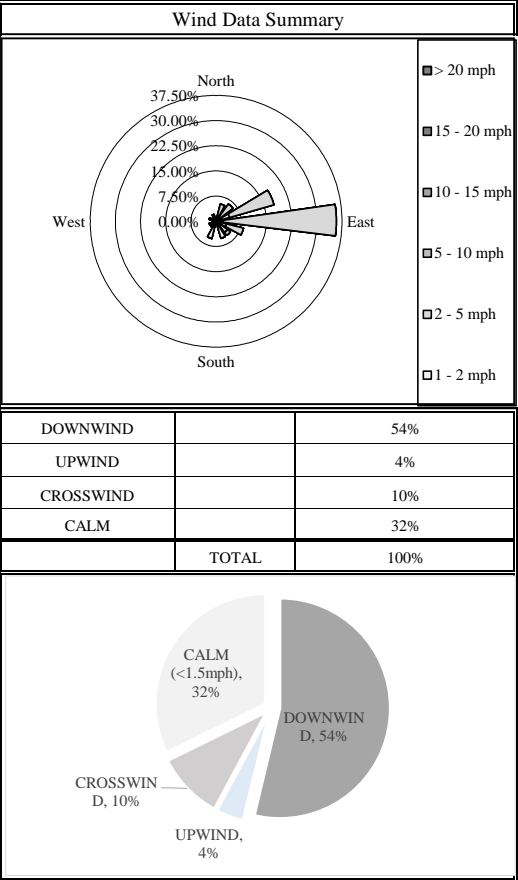 Wind Data Summary
North
37.50%
30.00%
22.50%
15.00%
7.50%
0.00%
West
East
South
> 20 mph
15 - 20 mph
10 - 15 mph
5 - 10 mph
2 - 5 mph
1 - 2 mph
DOWNWIND 54%
UPWIND 4%
CROSSWIND 10%
CALM 32%
TOTAL 100%
CALM
(<1.5mph),
32%
DOWNWIN
D, 54%
CROSSWIN
D, 10%
UPWIND,
4%